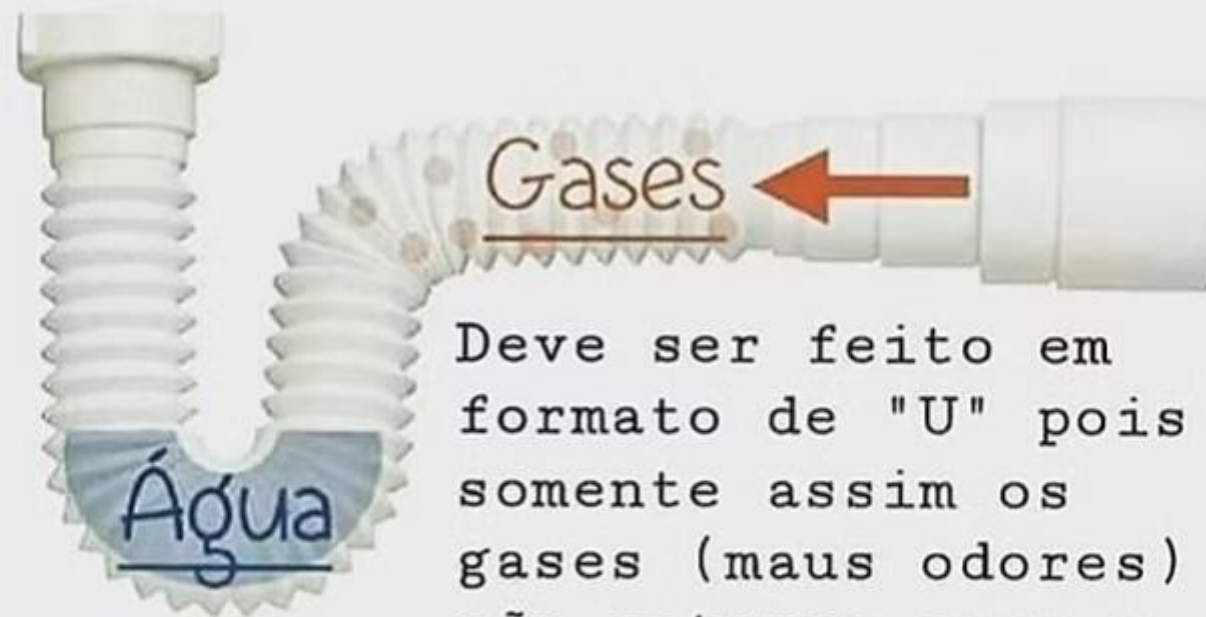 Gases
Deve ser feito em
formato de "U" pois
somente assim os
gases (maus odores)
Água